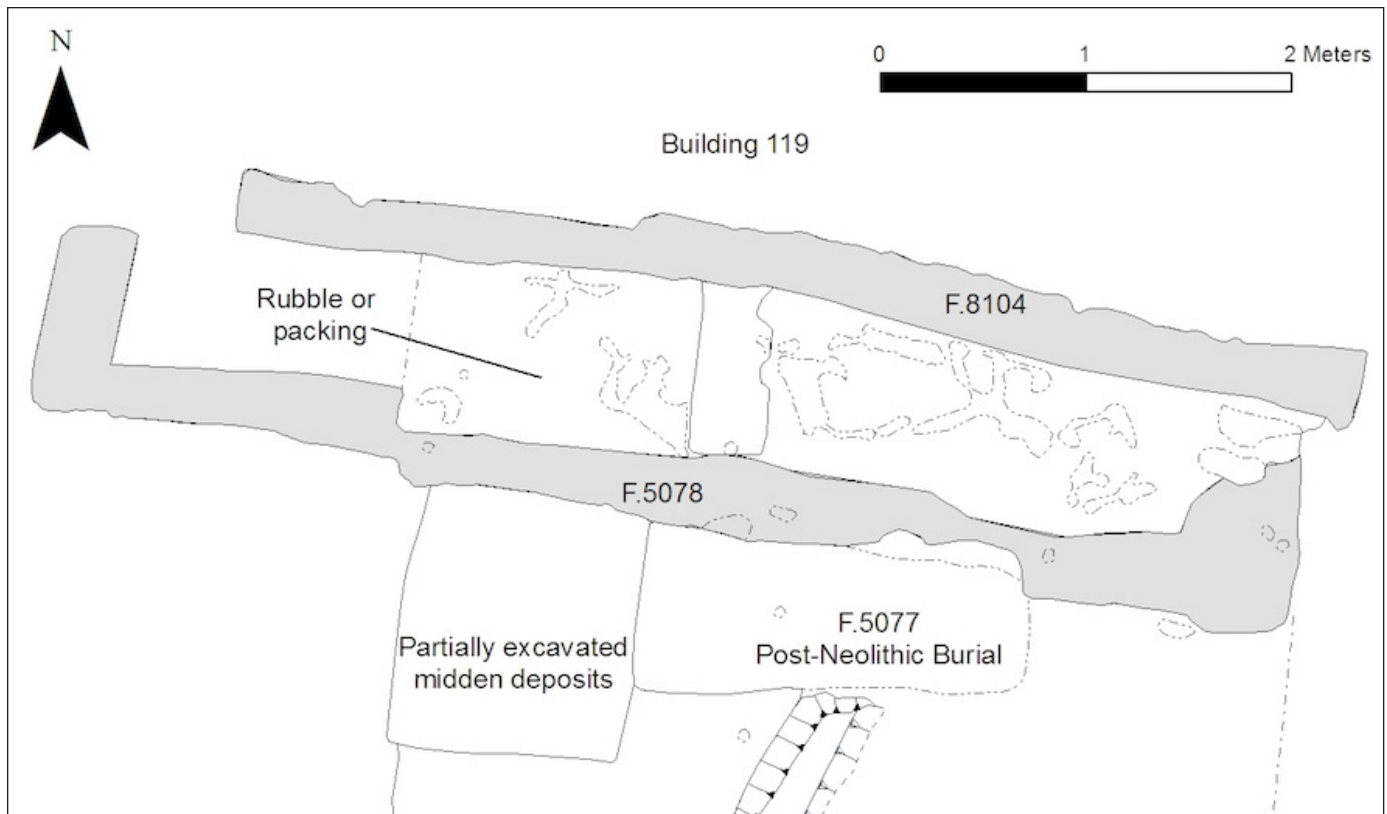 N
0 1 2 Meters
Building 119
Rubble or
packing
F.8104
F.5078
Partially excavated
midden deposits
F.5077
Post-Neolithic Burial